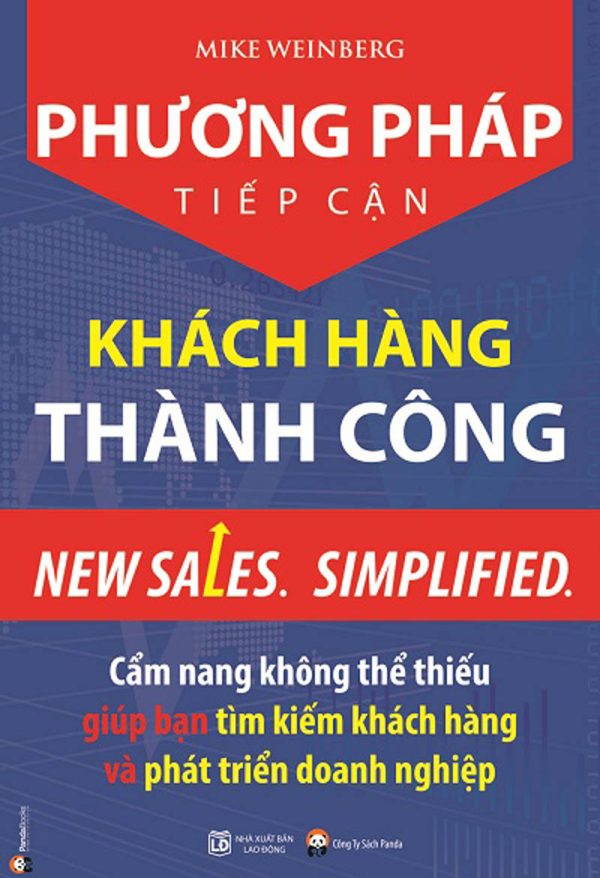 MIKE WEINBERG
PHƯƠNG PHÁP
TIẾP CẬN
KHÁCH HÀNG
THÀNH CÔNG
NEW SALES. SIMPLIFIED.
Cẩm nang không thể thiếu
giúp bạn tìm kiếm khách hàng
và phát triển doanh nghiệp
LĐ
NHÀ XUẤT BẢN
LAO ĐỘNG
Công Ty Sách Panda
PandaBooks